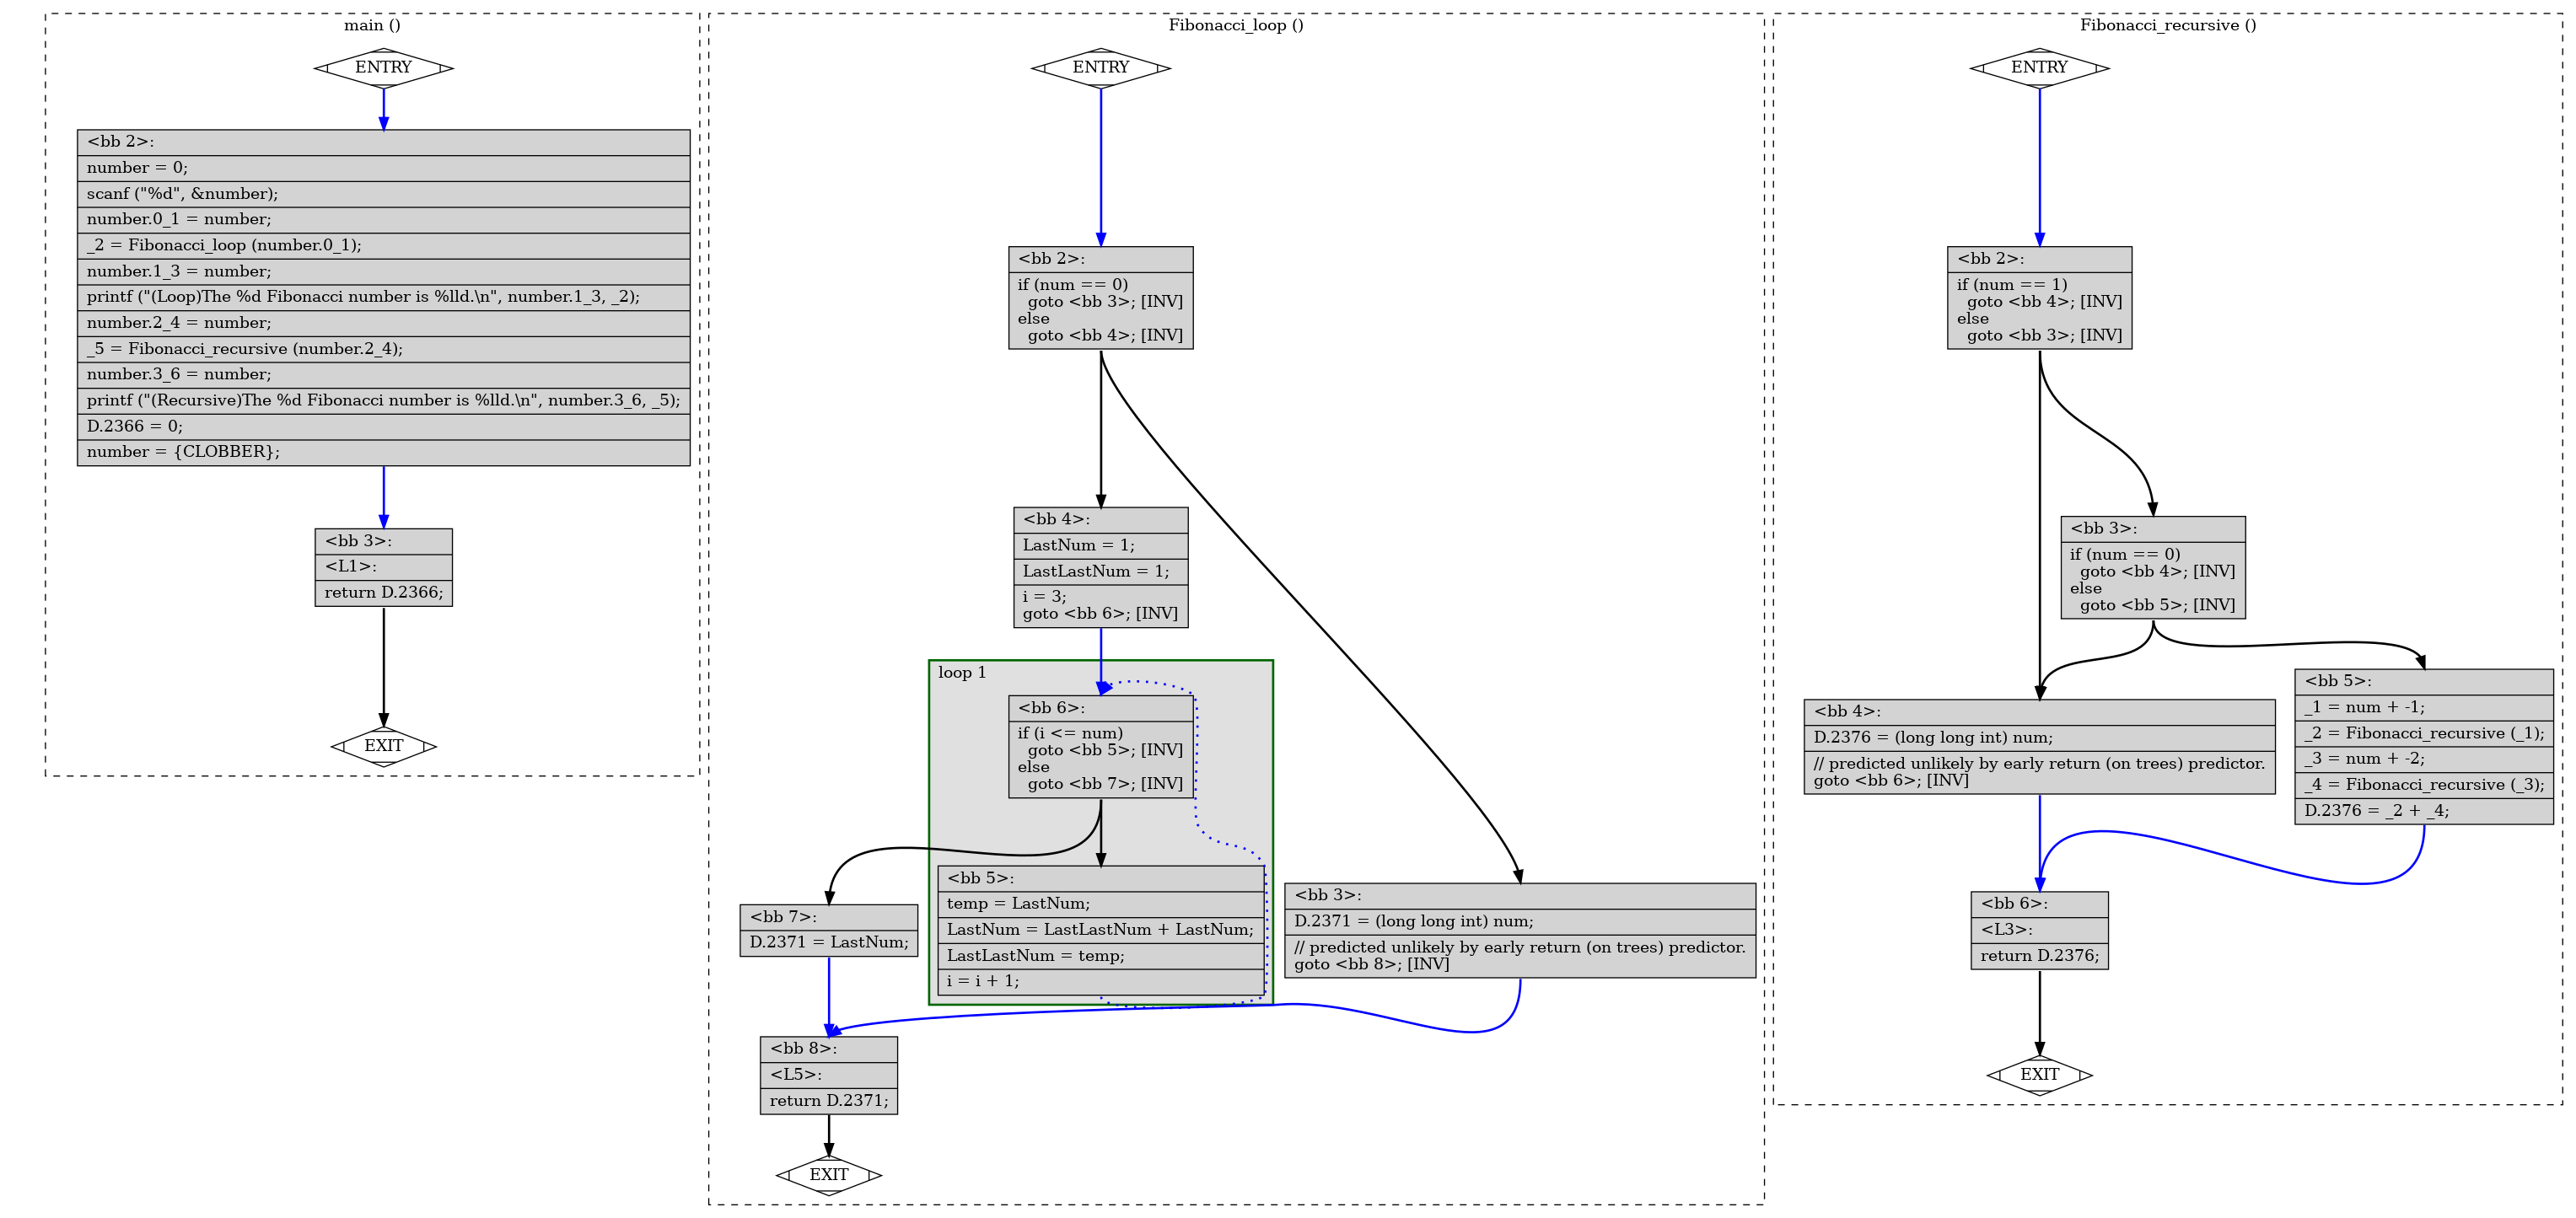 main ()
ENTRY
<bb 2>:
number = 0;
scanf ("%d", &number);
number.0_1 = number;
_2 = Fibonacci_loop (number.0_1);
number.1_3 = number;
printf ("(Loop)The %d Fibonacci number is %lld.\n", number.1_3, _2);
number.2_4 = number;
_5 = Fibonacci_recursive (number.2_4);
number.3_6 = number;
printf ("(Recursive)The %d Fibonacci number is %lld.\n", number.3_6, _5);
D.2366 = 0;
number = {CLOBBER};
<bb 3>:
<L1>:
return D.2366;
EXIT
Fibonacci_loop ()
ENTRY
<bb 2>:
if (num == 0)
goto <bb 3>; [INV]
else
goto <bb 4>; [INV]
<bb 4>:
LastNum = 1;
LastLastNum = 1;
i = 3;
goto <bb 6>; [INV]
loop 1
<bb 6>:
if (i <= num)
goto <bb 5>; [INV]
else
goto <bb 7>; [INV]
<bb 5>:
temp = LastNum;
LastNum = LastLastNum + LastNum;
LastLastNum = temp;
i = i + 1;
<bb 3>:
D.2371 = (long long int) num;
// predicted unlikely by early return (on trees) predictor.
goto <bb 8>; [INV]
<bb 7>:
D.2371 = LastNum;
<bb 8>:
<L5>:
return D.2371;
EXIT
Fibonacci_recursive ()
ENTRY
<bb 2>:
if (num == 1)
goto <bb 4>; [INV]
else
goto <bb 3>; [INV]
<bb 3>:
if (num == 0)
goto <bb 4>; [INV]
else
goto <bb 5>; [INV]
<bb 4>:
D.2376 = (long long int) num;
// predicted unlikely by early return (on trees) predictor.
goto <bb 6>; [INV]
<bb 5>:
_1 = num + -1;
_2 = Fibonacci_recursive (_1);
_3 = num + -2;
_4 = Fibonacci_recursive (_3);
D.2376 = _2 + _4;
<bb 6>:
<L3>:
return D.2376;
EXIT